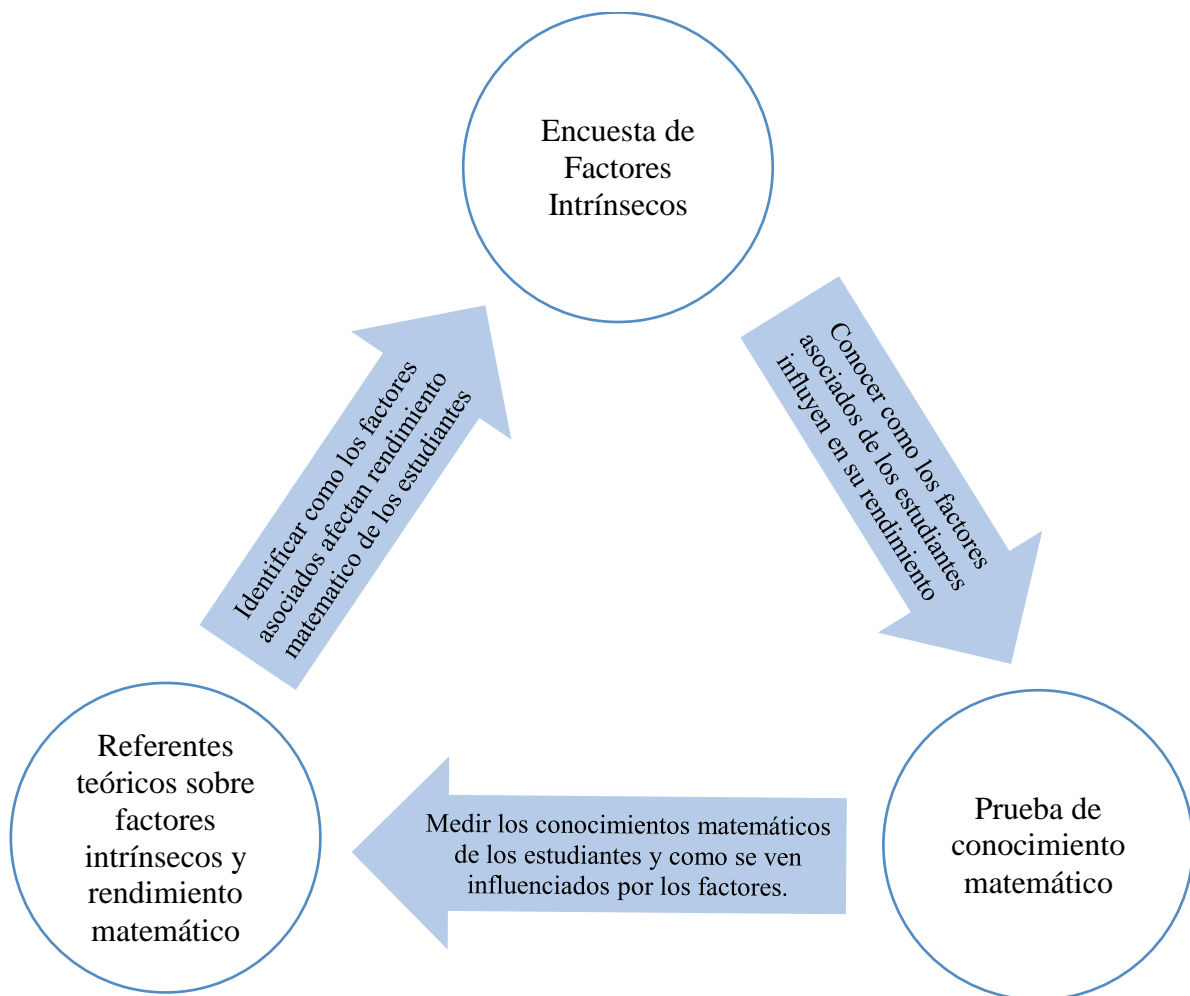 Encuesta de
Factores
Intrínsecos
Conocer como los factores
asociados de los estudiantes
influyen en su rendimiento
Identificar como los factores
asociados afectan rendimiento
matematico de los estudiantes
Referentes
teóricos sobre
factores
intrínsecos y
rendimiento
matemático
Medir los conocimientos matemáticos
de los estudiantes y como se ven
influenciados por los factores.
Prueba de
conocimiento
matemático